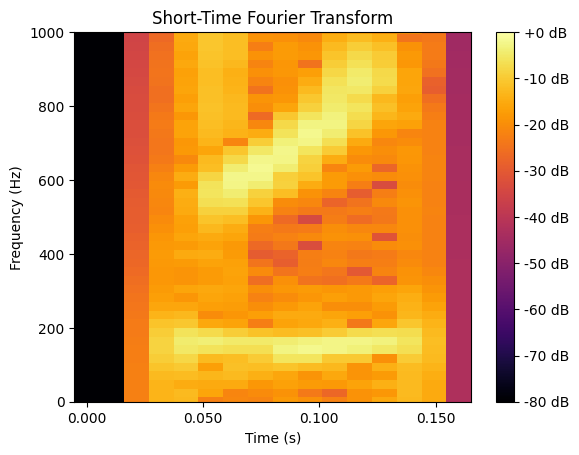 Short-Time Fourier Transform
1000
800
600
400
200
0
Frequency (Hz)
0.000
0.050
0.100
0.150
Time (s)
+0 dB
-10 dB
-20 dB
-30 dB
-40 dB
-50 dB
-60 dB
-70 dB
-80 dB